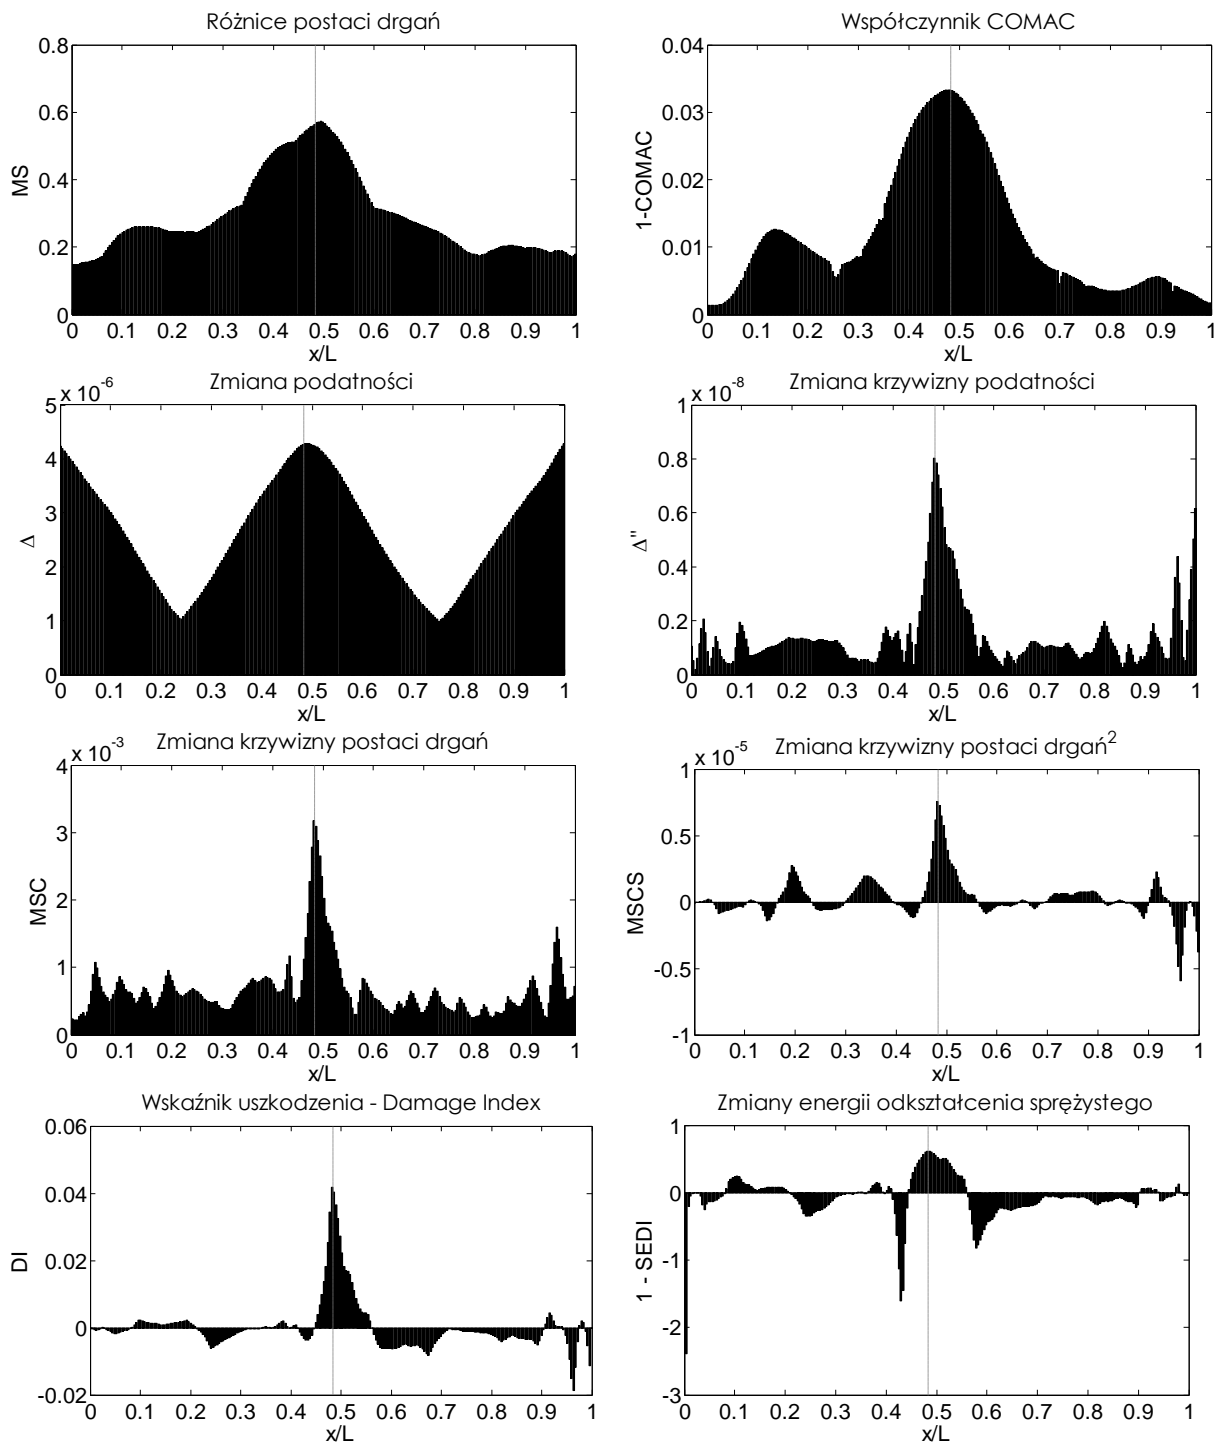 Różnice postaci drgań
0.8
0.6
0.4
0.2
0
MS
0 0.1 0.2 0.3 0.4 0.5 0.6 0.7 0.8 0.9 1
x/L
Współczynnik COMAC
0.04
0.03
0.02
0.01
0
1-COMAC
0 0.1 0.2 0.3 0.4 0.5 0.6 0.7 0.8 0.9 1
x/L
x 10-6
Zmiana podatności
5
4
3
2
1
0
Δ
0 0.1 0.2 0.3 0.4 0.5 0.6 0.7 0.8 0.9 1
x/L
x 10-8
Zmiana krzywizny podatności
1
0.8
0.6
0.4
0.2
0
Δ"
0 0.1 0.2 0.3 0.4 0.5 0.6 0.7 0.8 0.9 1
x/L
x 10-3
Zmiana krzywizny postaci drgań
4
3
2
1
0
MSC
0 0.1 0.2 0.3 0.4 0.5 0.6 0.7 0.8 0.9 1
x/L
x 10-5
Zmiana krzywizny postaci drgań2
1
0.5
0
-0.5
-1
MSCS
0 0.1 0.2 0.3 0.4 0.5 0.6 0.7 0.8 0.9 1
x/L
Wskaźnik uszkodzenia - Damage Index
0.06
0.04
0.02
0
-0.02
DI
0 0.1 0.2 0.3 0.4 0.5 0.6 0.7 0.8 0.9 1
x/L
Zmiany energii odkształcenia sprężystego
1
0
-1
-2
-3
1 - SEDI
0 0.1 0.2 0.3 0.4 0.5 0.6 0.7 0.8 0.9 1
x/L